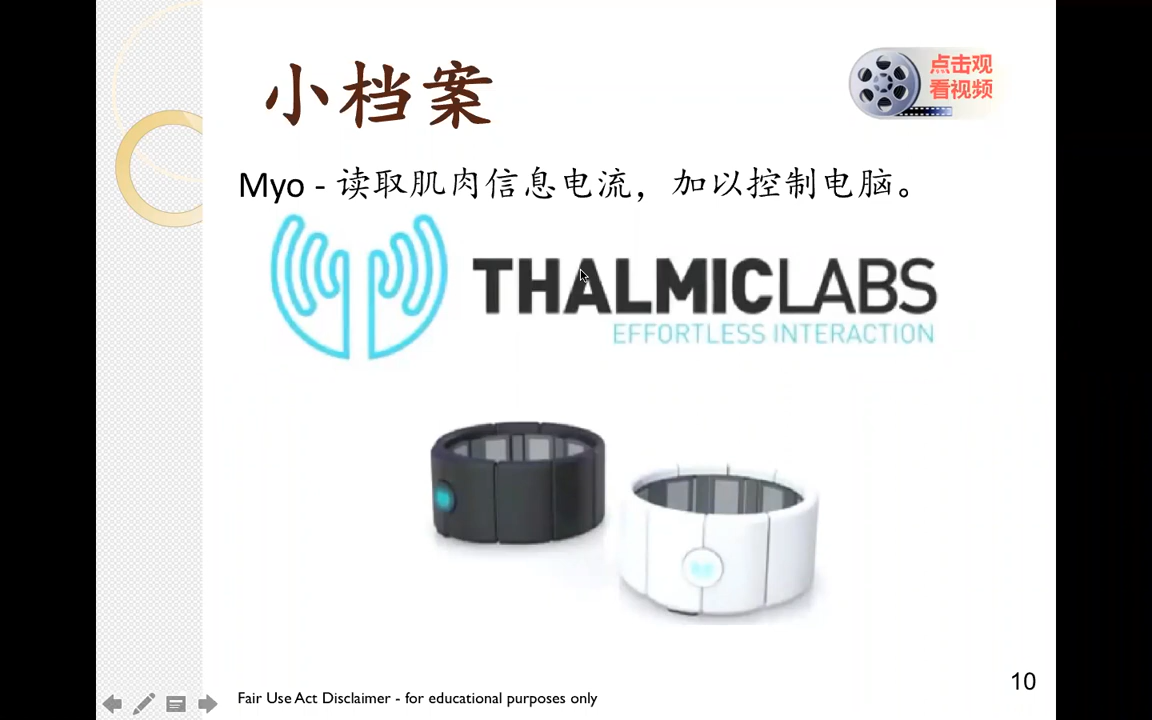 小档案
点击观
看视频
Myo - 读取肌肉信息电流，加以控制电脑。
THALMICLABS
EFFORTLESS INTERACTION
Fair Use Act Disclaimer - for educational purposes only
10